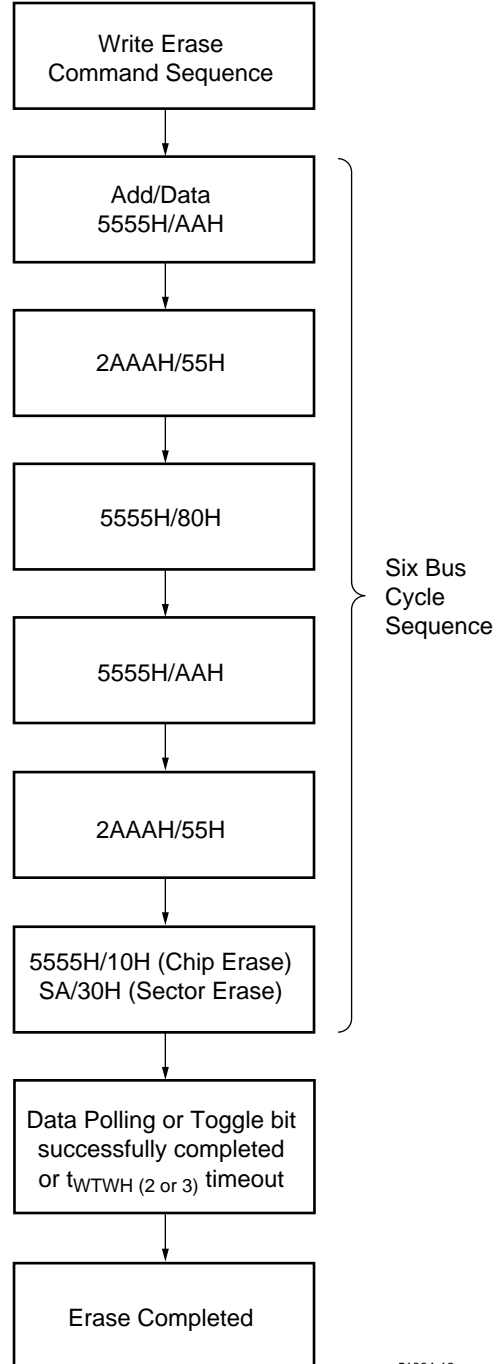 Write Erase
Command Sequence
Add/Data
5555H/AAH
2AAAH/55H
5555H/80H
5555H/AAH
2AAAH/55H
5555H/10H (Chip Erase)
SA/30H (Sector Erase)
Six Bus
Cycle
Sequence
Data Polling or Toggle bit
successfully completed
or tWTWH (2 or 3) timeout
Erase Completed